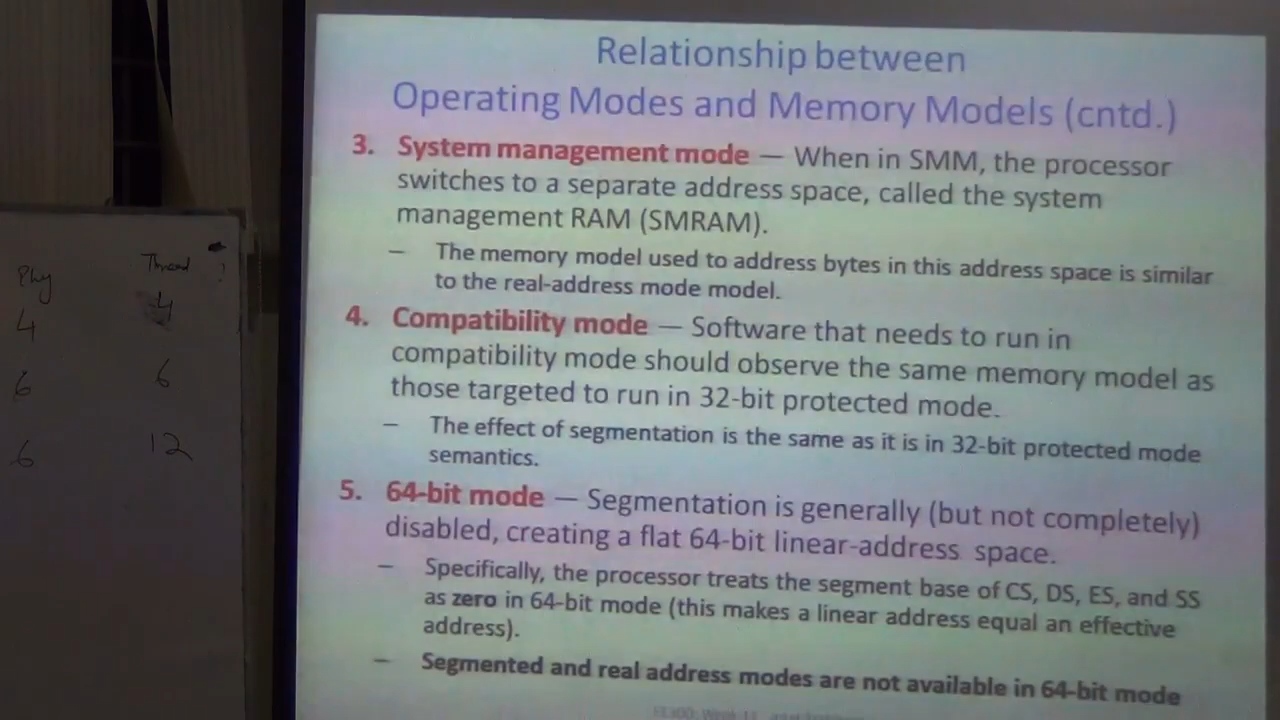 Relationship between
Operating Modes and Memory Models (cntd.)
3. System management mode — When in SMM, the processor
switches to a separate address space, called the system
management RAM (SMRAM).
– The memory model used to address bytes in this address space is similar
to the real-address mode model.
4. Compatibility mode — Software that needs to run in
compatibility mode should observe the same memory model as
those targeted to run in 32-bit protected mode.
– The effect of segmentation is the same as it is in 32-bit protected mode
semantics.
5. 64-bit mode — Segmentation is generally (but not completely)
disabled, creating a flat 64-bit linear-address space.
– Specifically, the processor treats the segment base of CS, DS, ES, and SS
as zero in 64-bit mode (this makes a linear address equal an effective
address).
– Segmented and real address modes are not available in 64-bit mode
Phy Thread ?
4 4
6 6
6 12